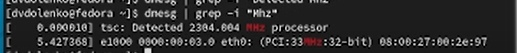 [dvdolenko@fedora ~]$ dmesg | grep -i "Mhz"
[    0.000010] tsc: Detected 2304.004 MHz processor
[    5.427368] e1000 0000:00:03.0 eth0: (PCI:33MHz:32-bit) 08:00:27:00:2e:97